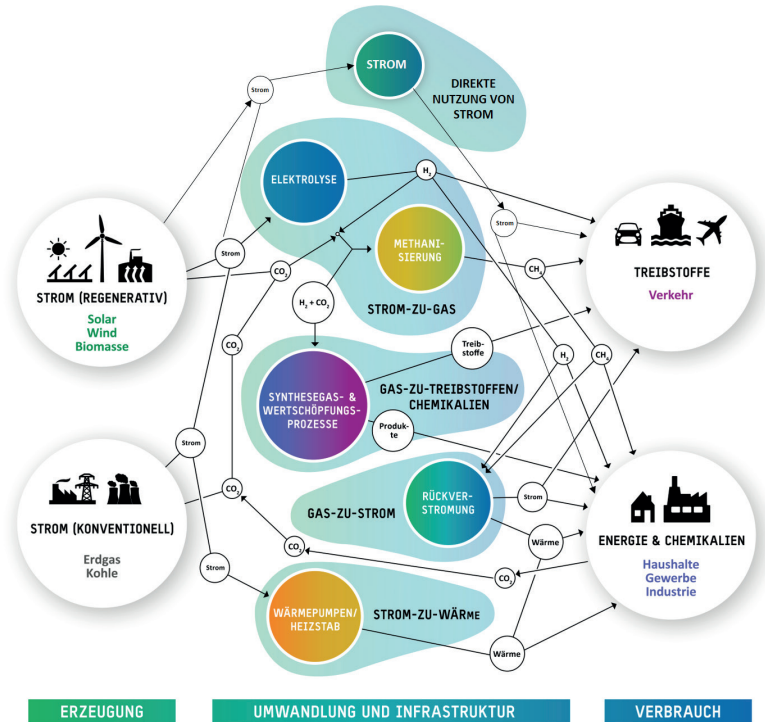 STROM
DIREKTE
NUTZUNG VON
STROM
Strom
ELEKTROLYSE
H₂
STROM (REGENERATIV)
Solar
Wind
Biomasse
Strom
CO₂
METHANI-
SIERUNG
CH₄
Strom
TREIBSTOFFE
Verkehr
H₂ + CO₂
STROM-ZU-GAS
CO₂
Treib-
stoffe
H₂
CH₄
SYNTHESEGAS- &
WERTSCHÖPFUNGS-
PROZESSE
GAS-ZU-TREIBSTOFFEN/
CHEMIKALIEN
Produk-
te
Strom
STROM (KONVENTIONELL)
Erdgas
Kohle
CO₂
GAS-ZU-STROM
RÜCKVER-
STROMUNG
Strom
Wärme
ENERGIE & CHEMIKALIEN
Haushalte
Gewerbe
Industrie
CO₂
Strom
CO₂
WÄRMEPUMPEN/
HEIZSTAB
STROM-ZU-WÄRme
Wärme
ERZEUGUNG
UMWANDLUNG UND INFRASTRUKTUR
VERBRAUCH